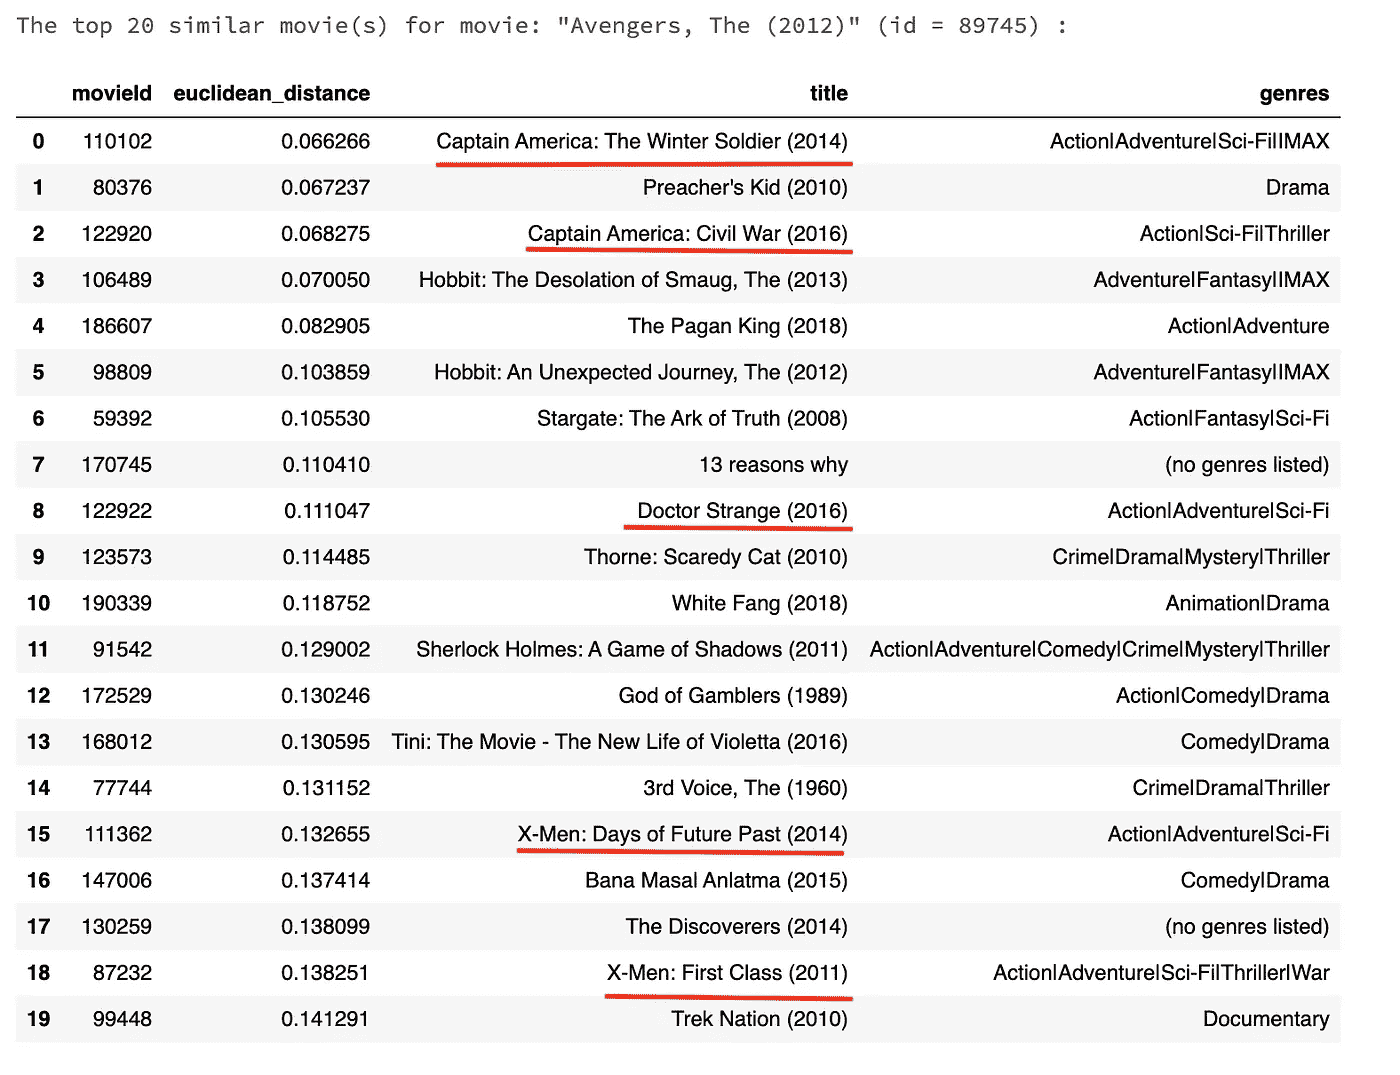 The top 20 similar movie(s) for movie: "Avengers, The (2012)" (id = 89745) :
movieId euclidean_distance title genres
0 110102 0.066266 Captain America: The Winter Soldier (2014) Action|Adventure|Sci-Fi|IMAX
1 80376 0.067237 Preacher's Kid (2010) Drama
2 122920 0.068275 Captain America: Civil War (2016) Action|Sci-Fi|Thriller
3 106489 0.070050 Hobbit: The Desolation of Smaug, The (2013) Adventure|Fantasy|IMAX
4 186607 0.082905 The Pagan King (2018) Action|Adventure
5 98809 0.103859 Hobbit: An Unexpected Journey, The (2012) Adventure|Fantasy|IMAX
6 59392 0.105530 Stargate: The Ark of Truth (2008) Action|Fantasy|Sci-Fi
7 170745 0.110410 13 reasons why (no genres listed)
8 122922 0.111047 Doctor Strange (2016) Action|Adventure|Sci-Fi
9 123573 0.114485 Thorne: Scaredy Cat (2010) Crime|Drama|Mystery|Thriller
10 190339 0.118752 White Fang (2018) Animation|Drama
11 91542 0.129002 Sherlock Holmes: A Game of Shadows (2011) Action|Adventure|Comedy|Crime|Mystery|Thriller
12 172529 0.130246 God of Gamblers (1989) Action|Comedy|Drama
13 168012 0.130595 Tini: The Movie - The New Life of Violetta (2016) Comedy|Drama
14 77744 0.131152 3rd Voice, The (1960) Crime|Drama|Thriller
15 111362 0.132655 X-Men: Days of Future Past (2014) Action|Adventure|Sci-Fi
16 147006 0.137414 Bana Masal Anlatma (2015) Comedy|Drama
17 130259 0.138099 The Discoverers (2014) (no genres listed)
18 87232 0.138251 X-Men: First Class (2011) Action|Adventure|Sci-Fi|Thriller|War
19 99448 0.141291 Trek Nation (2010) Documentary